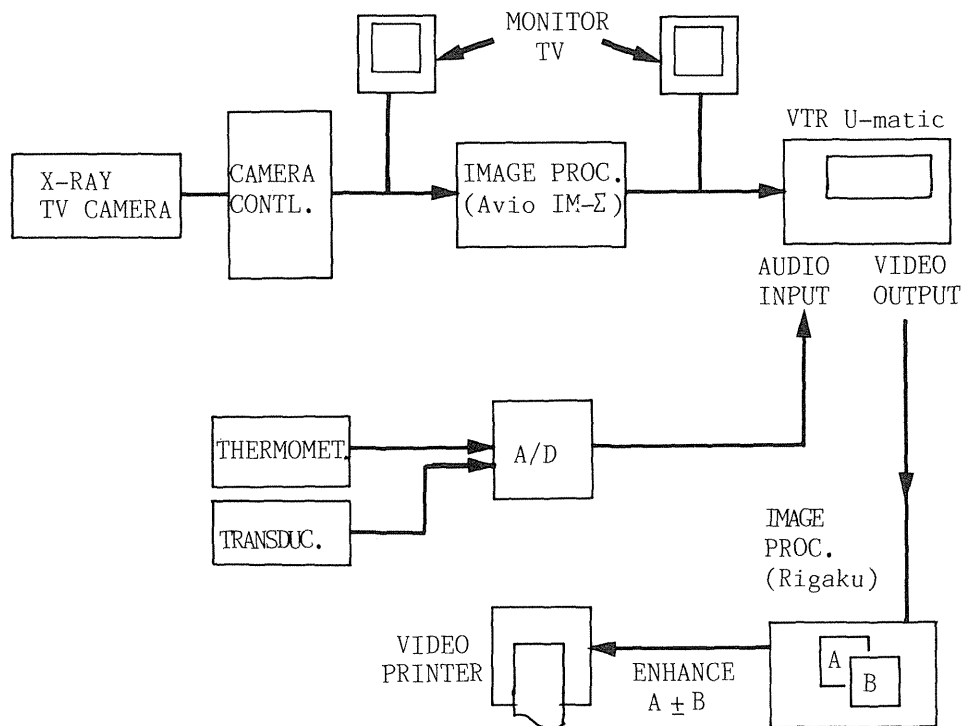 MONITOR
TV
VTR U-matic
X-RAY
TV CAMERA
CAMERA
CONTL.
IMAGE PROC.
(Avio IM-Σ)
AUDIO
INPUT
VIDEO
OUTPUT
THERMOMET.
A/D
TRANSDUC.
IMAGE
PROC.
(Rigaku)
VIDEO
PRINTER
ENHANCE
A ± B
A
B